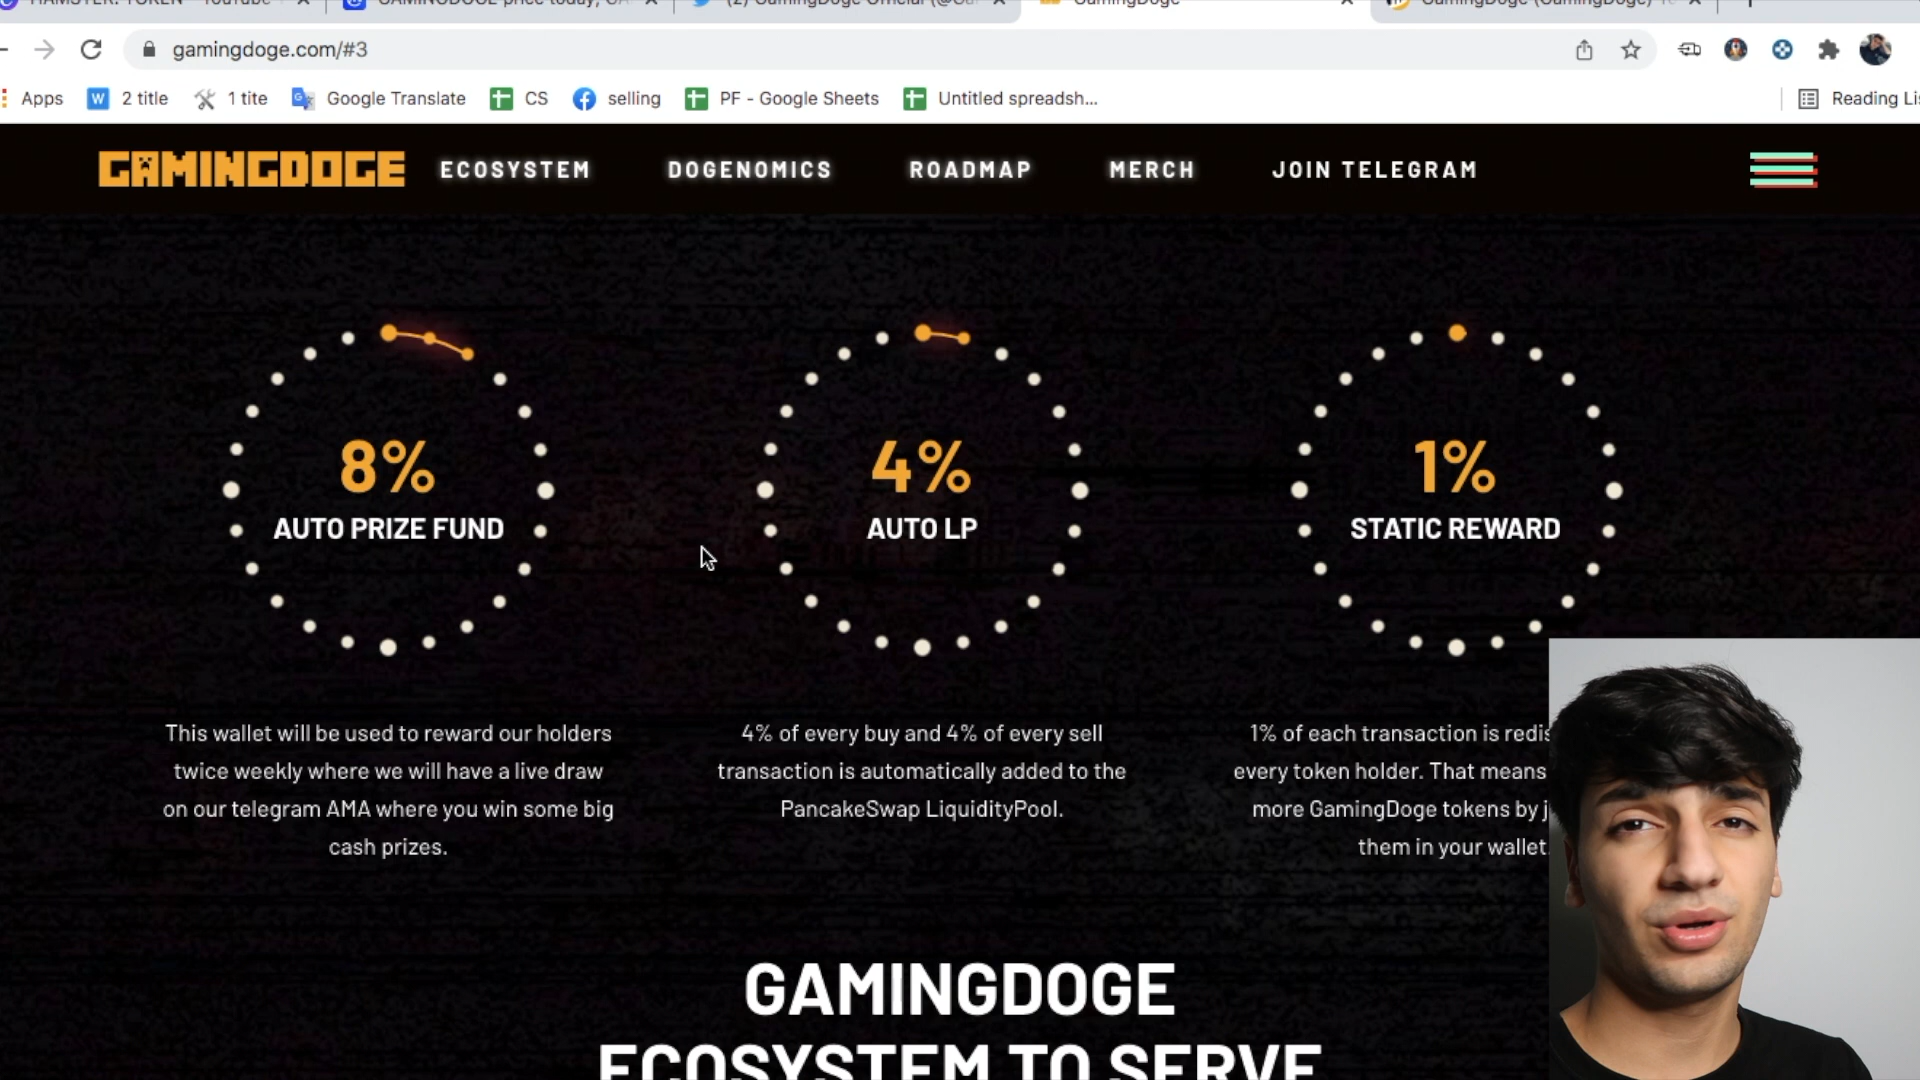 gamingdoge.com/#3
Apps 2 title 1 tite Google Translate CS selling PF - Google Sheets Untitled spreadsh... Reading Lis
GAMINGDOGE ECOSYSTEM DOGENOMICS ROADMAP MERCH JOIN TELEGRAM
8%
AUTO PRIZE FUND
This wallet will be used to reward our holders
twice weekly where we will have a live draw
on our telegram AMA where you win some big
cash prizes.
4%
AUTO LP
4% of every buy and 4% of every sell
transaction is automatically added to the
PancakeSwap LiquidityPool.
1%
STATIC REWARD
1% of each transaction is redis
every token holder. That means
more GamingDoge tokens by j
them in your wallet.
GAMINGDOGE
ECOSYSTEM TO SERVE